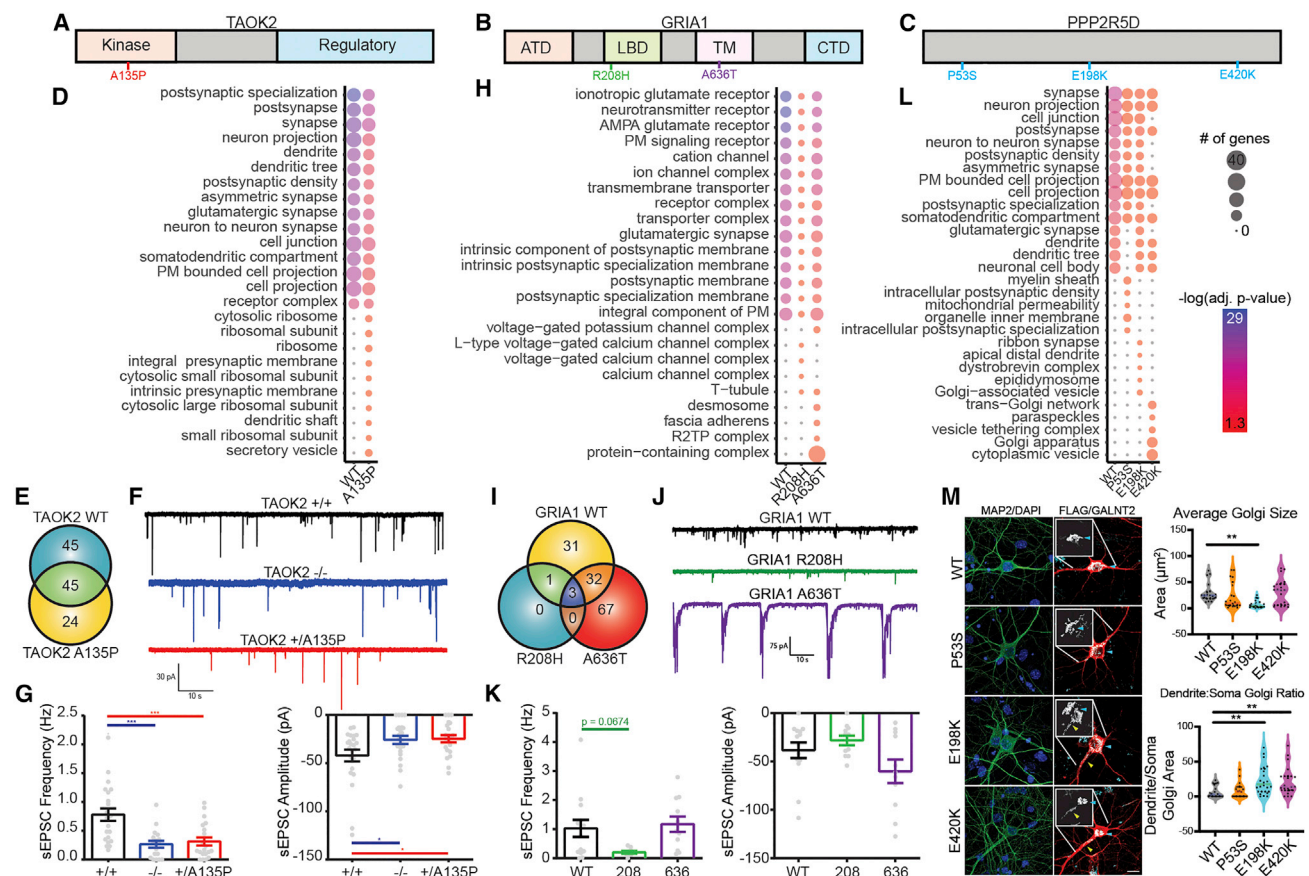 A
TAOK2
Kinase
Regulatory
A135P
B
GRIA1
ATD
LBD
TM
CTD
R208H
A636T
C
PPP2R5D
P53S
E198K
E420K
D
postsynaptic specialization
postsynapse
synapse
neuron projection
dendrite
dendritic tree
postsynaptic density
asymmetric synapse
glutamatergic synapse
neuron to neuron synapse
cell junction
somatodendritic compartment
PM bounded cell projection
cell projection
receptor complex
cytosolic ribosome
ribosomal subunit
ribosome
integral presynaptic membrane
cytosolic small ribosomal subunit
intrinsic presynaptic membrane
cytosolic large ribosomal subunit
dendritic shaft
small ribosomal subunit
secretory vesicle
WT
A135P
H
ionotropic glutamate receptor
neurotransmitter receptor
AMPA glutamate receptor
PM signaling receptor
cation channel
ion channel complex
transmembrane transporter
receptor complex
transporter complex
glutamatergic synapse
intrinsic component of postsynaptic membrane
intrinsic postsynaptic specialization membrane
postsynaptic membrane
postsynaptic specialization membrane
integral component of PM
voltage−gated potassium channel complex
L−type voltage−gated calcium channel complex
voltage−gated calcium channel complex
calcium channel complex
T−tubule
desmosome
fascia adherens
R2TP complex
protein−containing complex
WT
R208H
A636T
L
synapse
neuron projection
cell junction
postsynapse
neuron to neuron synapse
postsynaptic density
asymmetric synapse
PM bounded cell projection
cell projection
postsynaptic specialization
somatodendritic compartment
glutamatergic synapse
dendrite
dendritic tree
neuronal cell body
myelin sheath
intracellular postsynaptic density
mitochondrial permeability
organelle inner membrane
intracellular postsynaptic specialization
ribbon synapse
apical distal dendrite
dystrobrevin complex
epididymosome
Golgi−associated vesicle
trans−Golgi network
paraspeckles
vesicle tethering complex
Golgi apparatus
cytoplasmic vesicle
WT
P53S
E198K
E420K
# of genes
40
0
-log(adj. p-value)
29
1.3
E
TAOK2 WT
45
45
24
TAOK2 A135P
F
TAOK2 +/+
TAOK2 -/-
TAOK2 +/A135P
30 pA
10 s
G
sEPSC Frequency (Hz)
2.5
2.0
1.5
1.0
0.5
0.0
***
***
+/+
-/-
+/A135P
sEPSC Amplitude (pA)
0
-50
-100
-150
*
*
+/+
-/-
+/A135P
I
GRIA1 WT
31
1
32
3
0
0
67
R208H
A636T
J
GRIA1 WT
GRIA1 R208H
GRIA1 A636T
75 pA
10 s
K
sEPSC Frequency (Hz)
5
4
3
2
1
0
p = 0.0674
WT
208
636
sEPSC Amplitude (pA)
0
-50
-100
-150
WT
208
636
M
MAP2/DAPI
FLAG/GALNT2
WT
P53S
E198K
E420K
Average Golgi Size
Area (µm²)
150
100
50
0
-50
**
WT
P53S
E198K
E420K
Dendrite:Soma Golgi Ratio
Dendrite/Soma
Golgi Area
100
50
0
-50
**
**
WT
P53S
E198K
E420K